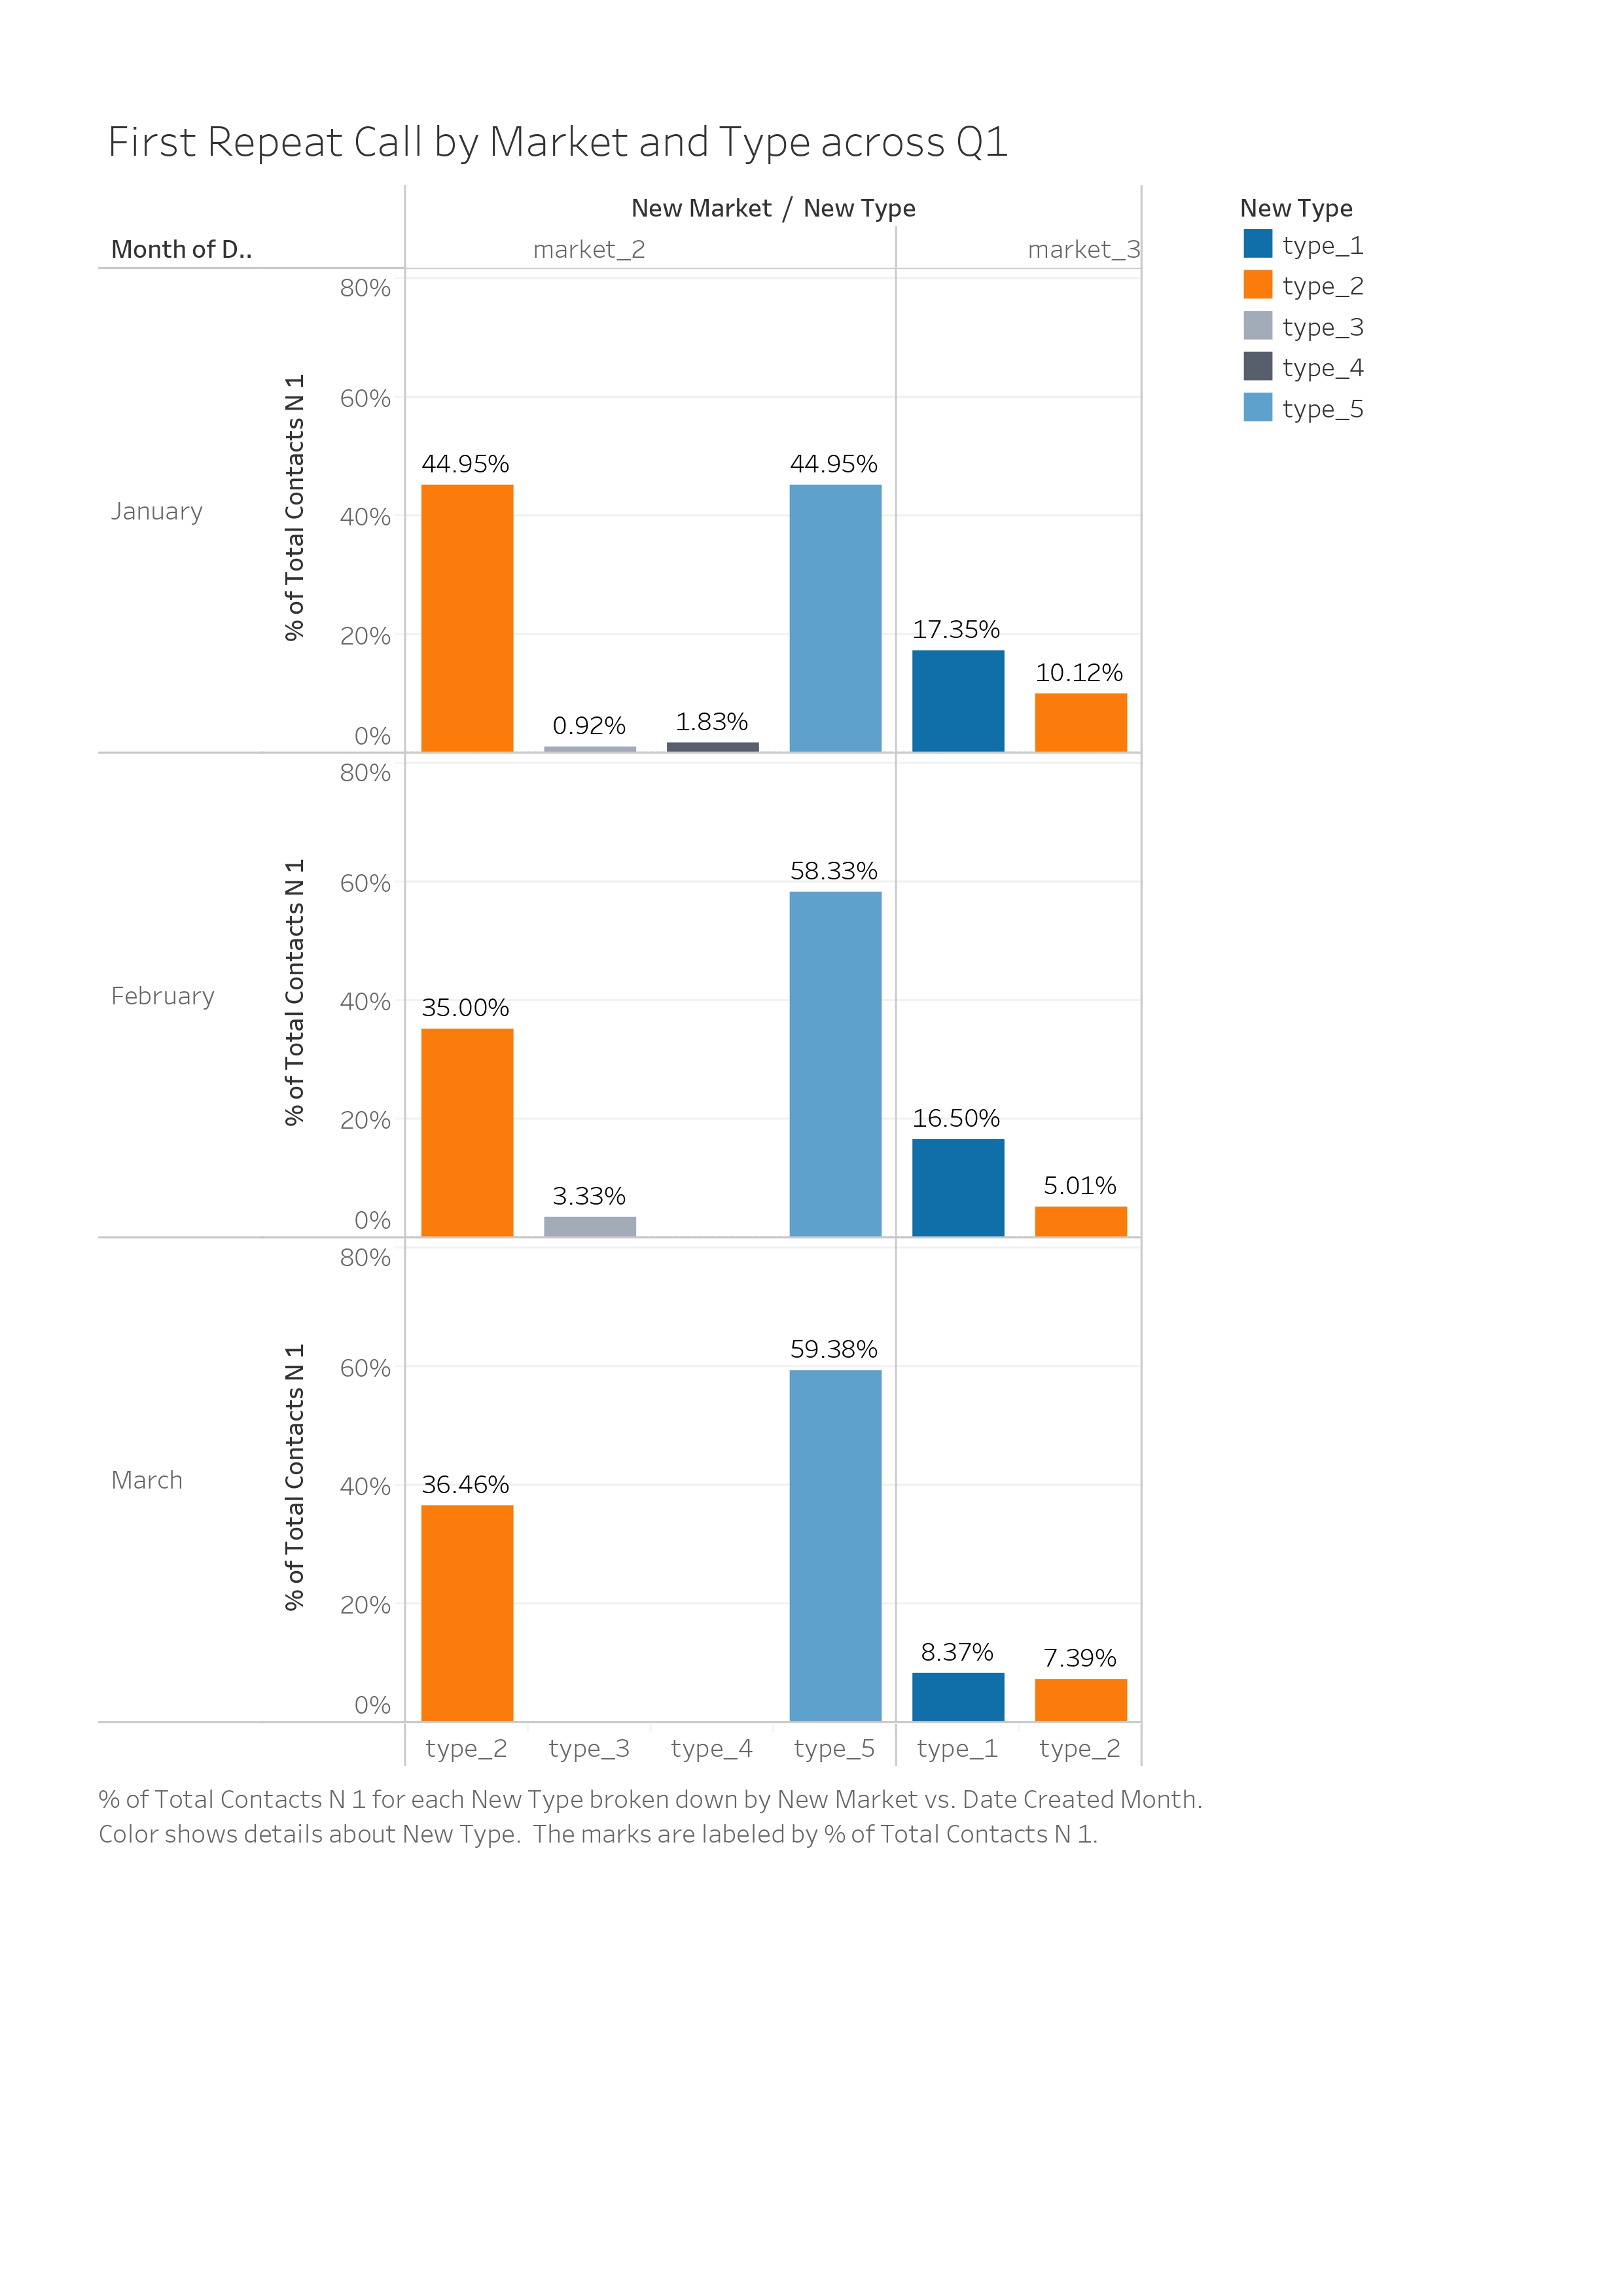 First Repeat Call by Market and Type across Q1
New Market / New Type
Month of D..
market_2
market_3
New Type
type_1
type_2
type_3
type_4
type_5
January
% of Total Contacts N 1
80%
60%
40%
20%
0%
44.95%
0.92%
1.83%
44.95%
17.35%
10.12%
February
% of Total Contacts N 1
80%
60%
40%
20%
0%
35.00%
3.33%
58.33%
16.50%
5.01%
March
% of Total Contacts N 1
80%
60%
40%
20%
0%
36.46%
59.38%
8.37%
7.39%
type_2
type_3
type_4
type_5
type_1
type_2
% of Total Contacts N 1 for each New Type broken down by New Market vs. Date Created Month.
Color shows details about New Type.  The marks are labeled by % of Total Contacts N 1.